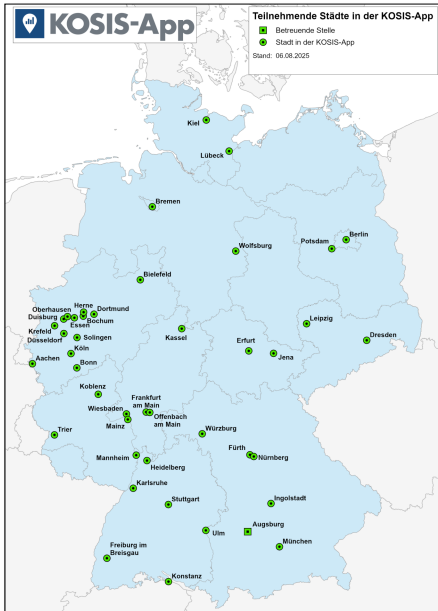 KOSIS-App
Teilnehmende Städte in der KOSIS-App
Betreuende Stelle
Stadt in der KOSIS-App
Stand: 06.08.2025
Kiel
Lübeck
Bremen
Berlin
Potsdam
Wolfsburg
Bielefeld
Herne
Oberhausen
Dortmund
Duisburg
Bochum
Essen
Krefeld
Düsseldorf
Solingen
Köln
Aachen
Bonn
Kassel
Leipzig
Erfurt
Dresden
Jena
Koblenz
Frankfurt
am Main
Wiesbaden
Offenbach
am Main
Mainz
Trier
Würzburg
Mannheim
Heidelberg
Fürth
Nürnberg
Karlsruhe
Stuttgart
Ingolstadt
Augsburg
Ulm
München
Freiburg im
Breisgau
Konstanz